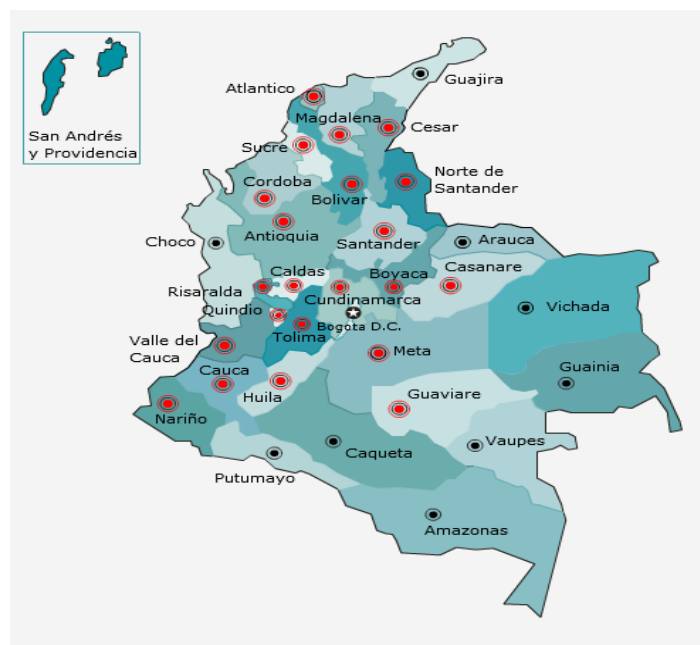 San Andrés
y Providencia
Guajira
Atlantico
Magdalena
Cesar
Sucre
Norte de
Santander
Cordoba
Bolivar
Antioquia
Santander
Choco
Arauca
Caldas
Boyaca
Casanare
Risaralda
Cundinamarca
Quindio
Vichada
Bogota D.C.
Tolima
Valle del
Cauca
Meta
Guainia
Cauca
Huila
Guaviare
Nariño
Vaupes
Caqueta
Putumayo
Amazonas